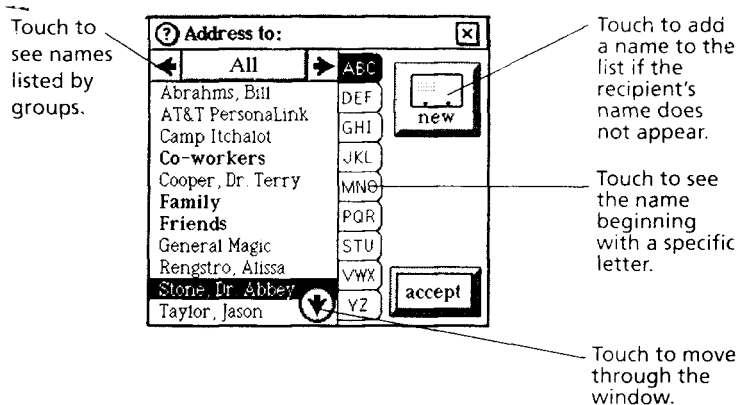 Touch to
see names
listed by
groups.
? Address to:
All
Abrahms, Bill
AT&T PersonaLink
Camp Itchalot
Co-workers
Cooper, Dr. Terry
Family
Friends
General Magic
Rengstro, Alissa
Stone, Dr. Abbey
Taylor, Jason
ABC
DEF
GHI
JKL
MNO
PQR
STU
VWX
YZ
new
accept
Touch to add
a name to the
list if the
recipient's
name does
not appear.
Touch to see
the name
beginning
with a specific
letter.
Touch to move
through the
window.